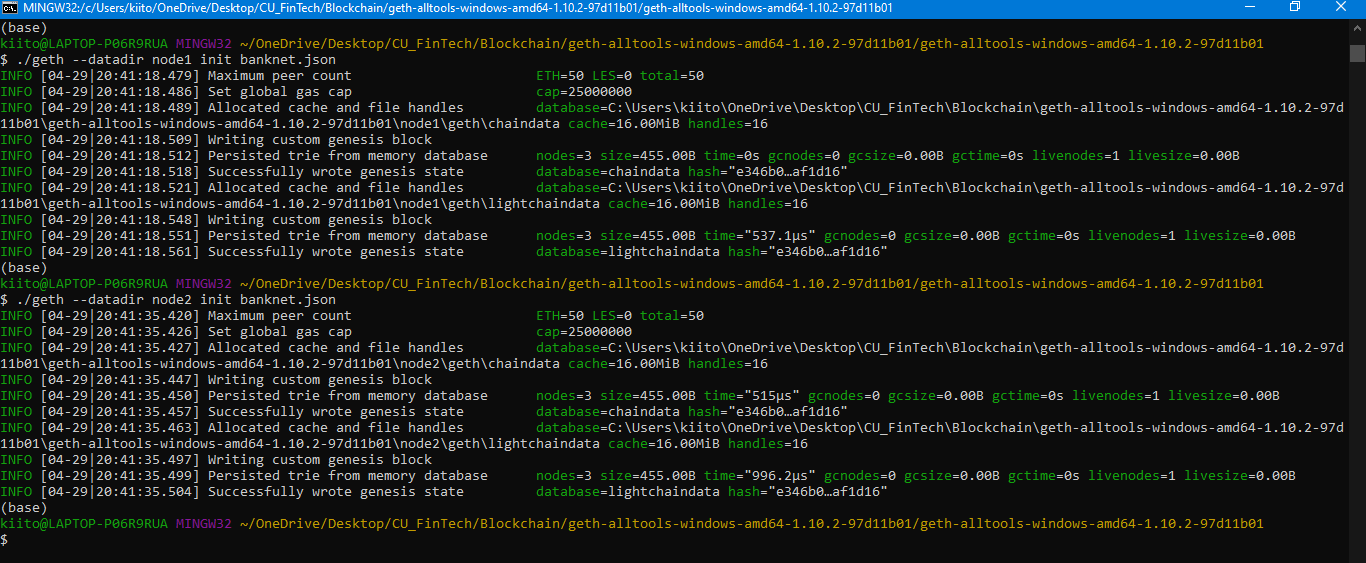 MINGW32:/c/Users/kiito/OneDrive/Desktop/CU_FinTech/Blockchain/geth-alltools-windows-amd64-1.10.2-97d11b01/geth-alltools-windows-amd64-1.10.2-97d11b01
(base)
kiito@LAPTOP-P06R9RUA MINGW32 ~/OneDrive/Desktop/CU_FinTech/Blockchain/geth-alltools-windows-amd64-1.10.2-97d11b01/geth-alltools-windows-amd64-1.10.2-97d11b01
$ ./geth --datadir node1 init banknet.json
INFO [04-29|20:41:18.479] Maximum peer count ETH=50 LES=0 total=50
INFO [04-29|20:41:18.486] Set global gas cap cap=25000000
INFO [04-29|20:41:18.489] Allocated cache and file handles database=C:\Users\kiito\OneDrive\Desktop\CU_FinTech\Blockchain\geth-alltools-windows-amd64-1.10.2-97d
11b01\geth-alltools-windows-amd64-1.10.2-97d11b01\node1\geth\chaindata cache=16.00MiB handles=16
INFO [04-29|20:41:18.509] Writing custom genesis block
INFO [04-29|20:41:18.512] Persisted trie from memory database nodes=3 size=455.00B time=0s gcnodes=0 gcsize=0.00B gctime=0s livenodes=1 livesize=0.00B
INFO [04-29|20:41:18.518] Successfully wrote genesis state database=chaindata hash="e346b0…af1d16"
INFO [04-29|20:41:18.521] Allocated cache and file handles database=C:\Users\kiito\OneDrive\Desktop\CU_FinTech\Blockchain\geth-alltools-windows-amd64-1.10.2-97d
11b01\geth-alltools-windows-amd64-1.10.2-97d11b01\node1\geth\lightchaindata cache=16.00MiB handles=16
INFO [04-29|20:41:18.548] Writing custom genesis block
INFO [04-29|20:41:18.551] Persisted trie from memory database nodes=3 size=455.00B time="537.1µs" gcnodes=0 gcsize=0.00B gctime=0s livenodes=1 livesize=0.00B
INFO [04-29|20:41:18.561] Successfully wrote genesis state database=lightchaindata hash="e346b0…af1d16"
(base)
kiito@LAPTOP-P06R9RUA MINGW32 ~/OneDrive/Desktop/CU_FinTech/Blockchain/geth-alltools-windows-amd64-1.10.2-97d11b01/geth-alltools-windows-amd64-1.10.2-97d11b01
$ ./geth --datadir node2 init banknet.json
INFO [04-29|20:41:35.420] Maximum peer count ETH=50 LES=0 total=50
INFO [04-29|20:41:35.426] Set global gas cap cap=25000000
INFO [04-29|20:41:35.427] Allocated cache and file handles database=C:\Users\kiito\OneDrive\Desktop\CU_FinTech\Blockchain\geth-alltools-windows-amd64-1.10.2-97d
11b01\geth-alltools-windows-amd64-1.10.2-97d11b01\node2\geth\chaindata cache=16.00MiB handles=16
INFO [04-29|20:41:35.447] Writing custom genesis block
INFO [04-29|20:41:35.450] Persisted trie from memory database nodes=3 size=455.00B time="515µs" gcnodes=0 gcsize=0.00B gctime=0s livenodes=1 livesize=0.00B
INFO [04-29|20:41:35.457] Successfully wrote genesis state database=chaindata hash="e346b0…af1d16"
INFO [04-29|20:41:35.463] Allocated cache and file handles database=C:\Users\kiito\OneDrive\Desktop\CU_FinTech\Blockchain\geth-alltools-windows-amd64-1.10.2-97d
11b01\geth-alltools-windows-amd64-1.10.2-97d11b01\node2\geth\lightchaindata cache=16.00MiB handles=16
INFO [04-29|20:41:35.497] Writing custom genesis block
INFO [04-29|20:41:35.499] Persisted trie from memory database nodes=3 size=455.00B time="996.2µs" gcnodes=0 gcsize=0.00B gctime=0s livenodes=1 livesize=0.00B
INFO [04-29|20:41:35.504] Successfully wrote genesis state database=lightchaindata hash="e346b0…af1d16"
(base)
kiito@LAPTOP-P06R9RUA MINGW32 ~/OneDrive/Desktop/CU_FinTech/Blockchain/geth-alltools-windows-amd64-1.10.2-97d11b01/geth-alltools-windows-amd64-1.10.2-97d11b01
$